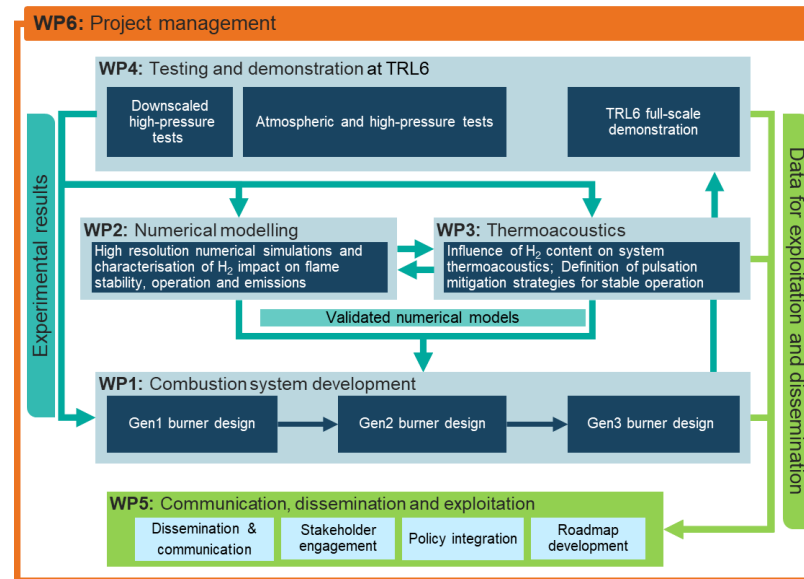 WP6: Project management
WP4: Testing and demonstration at TRL6
Downscaled
high-pressure
tests
Atmospheric and high-pressure tests
TRL6 full-scale
demonstration
Experimental results
Data for exploitation and dissemination
WP2: Numerical modelling
High resolution numerical simulations and
characterisation of H₂ impact on flame
stability, operation and emissions
WP3: Thermoacoustics
Influence of H₂ content on system
thermoacoustics; Definition of pulsation
mitigation strategies for stable operation
Validated numerical models
WP1: Combustion system development
Gen1 burner design
Gen2 burner design
Gen3 burner design
WP5: Communication, dissemination and exploitation
Dissemination &
communication
Stakeholder
engagement
Policy integration
Roadmap
development